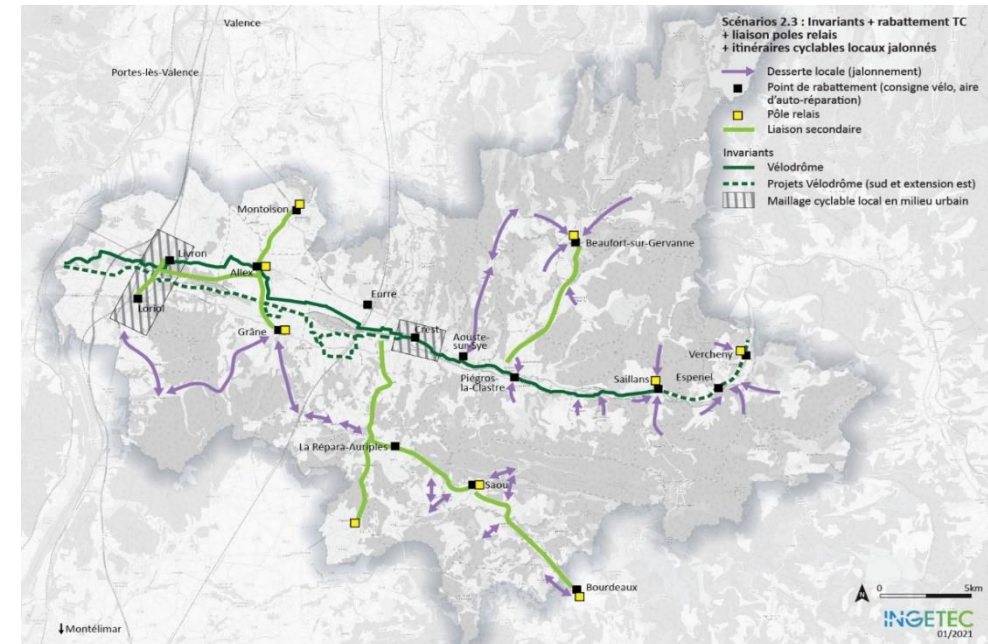 Valence
Portes-lès-Valence
Scénarios 2.3 : Invariants + rabattement TC
+ liaison poles relais
+ itinéraires cyclables locaux jalonnés
Desserte locale (jalonnement)
Point de rabattement (consigne vélo, aire
d'auto-réparation)
Pôle relais
Liaison secondaire
Invariants
Vélodrôme
Projets Vélodrôme (sud et extension est)
Maillage cyclable local en milieu urbain
Montoison
Beaufort-sur-Gervanne
Livron
Allex
Loriol
Eurre
Grâne
Crest
Aouste-
sur-Sye
Vercheny
Piégros-
la-Clastre
Saillans
Espenel
La Répara-Auriples
Saou
Bourdeaux
N
0
5km
Montélimar
INGETEC
01/2021